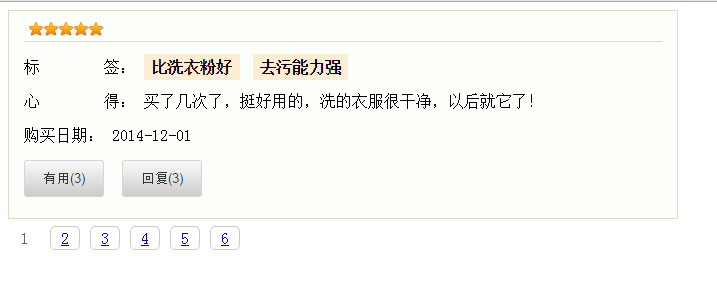 标 签： 比洗衣粉好 去污能力强
心 得： 买了几次了，挺好用的，洗的衣服很干净，以后就它了！
购买日期： 2014-12-01
有用(3) 回复(3)
1 2 3 4 5 6